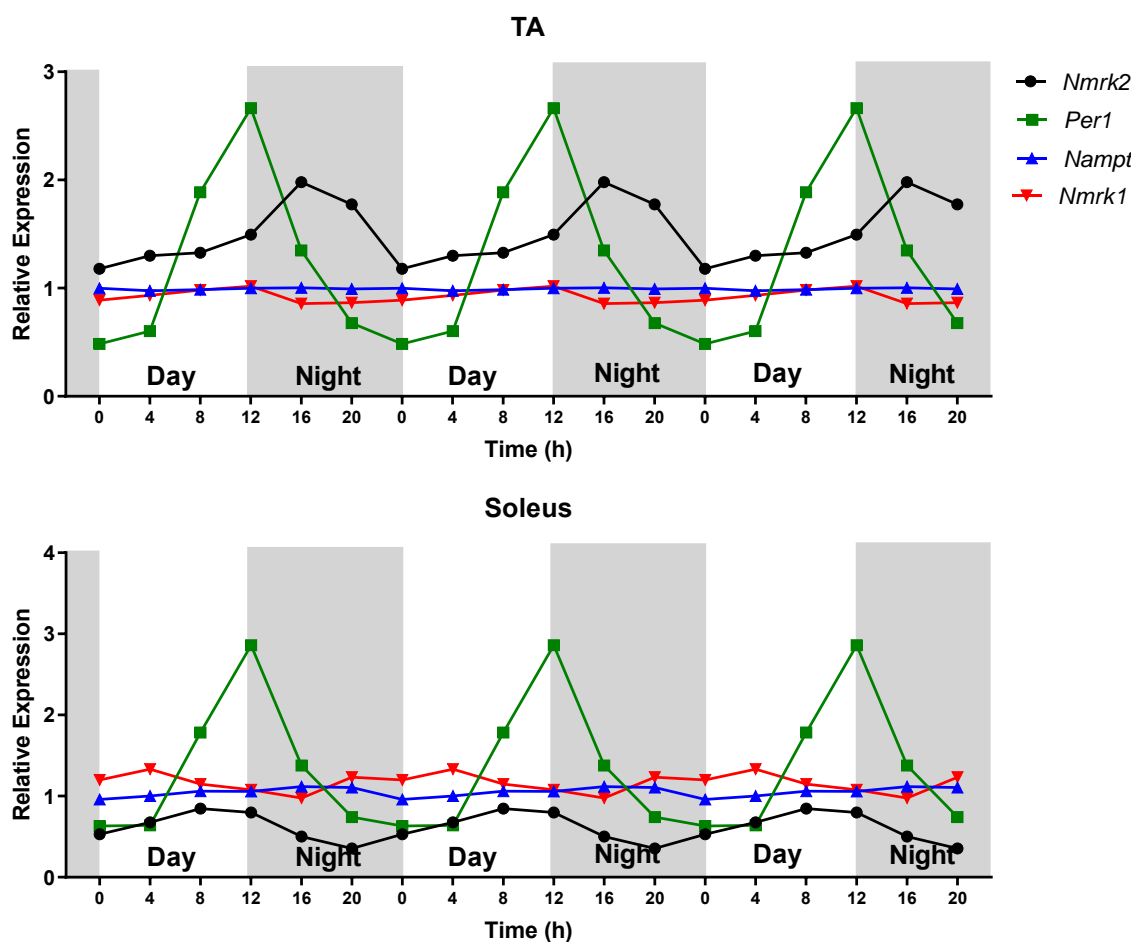 TA
Relative Expression
3
2
1
0
Day Night Day Night Day Night
0 4 8 12 16 20 0 4 8 12 16 20 0 4 8 12 16 20
Time (h)
Nmrk2
Per1
Nampt
Nmrk1
Soleus
Relative Expression
4
3
2
1
0
Day Night Day Night Day Night
0 4 8 12 16 20 0 4 8 12 16 20 0 4 8 12 16 20
Time (h)